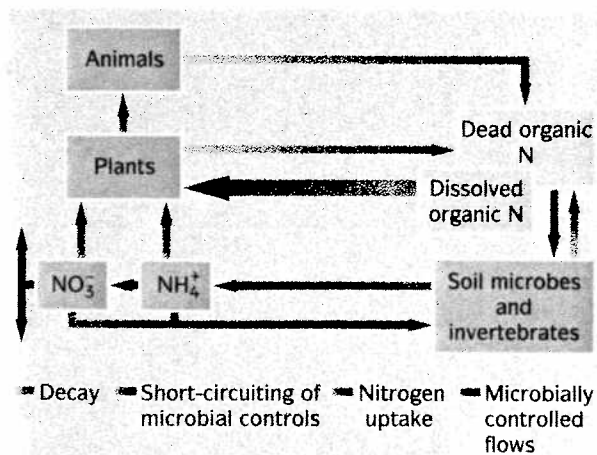 Animals
Dead organic
N
Plants
Dissolved
organic N
NO₃⁻
NH₄⁺
Soil microbes
and
invertebrates
Decay
Short-circuiting of
microbial controls
Nitrogen
uptake
Microbially
controlled
flows